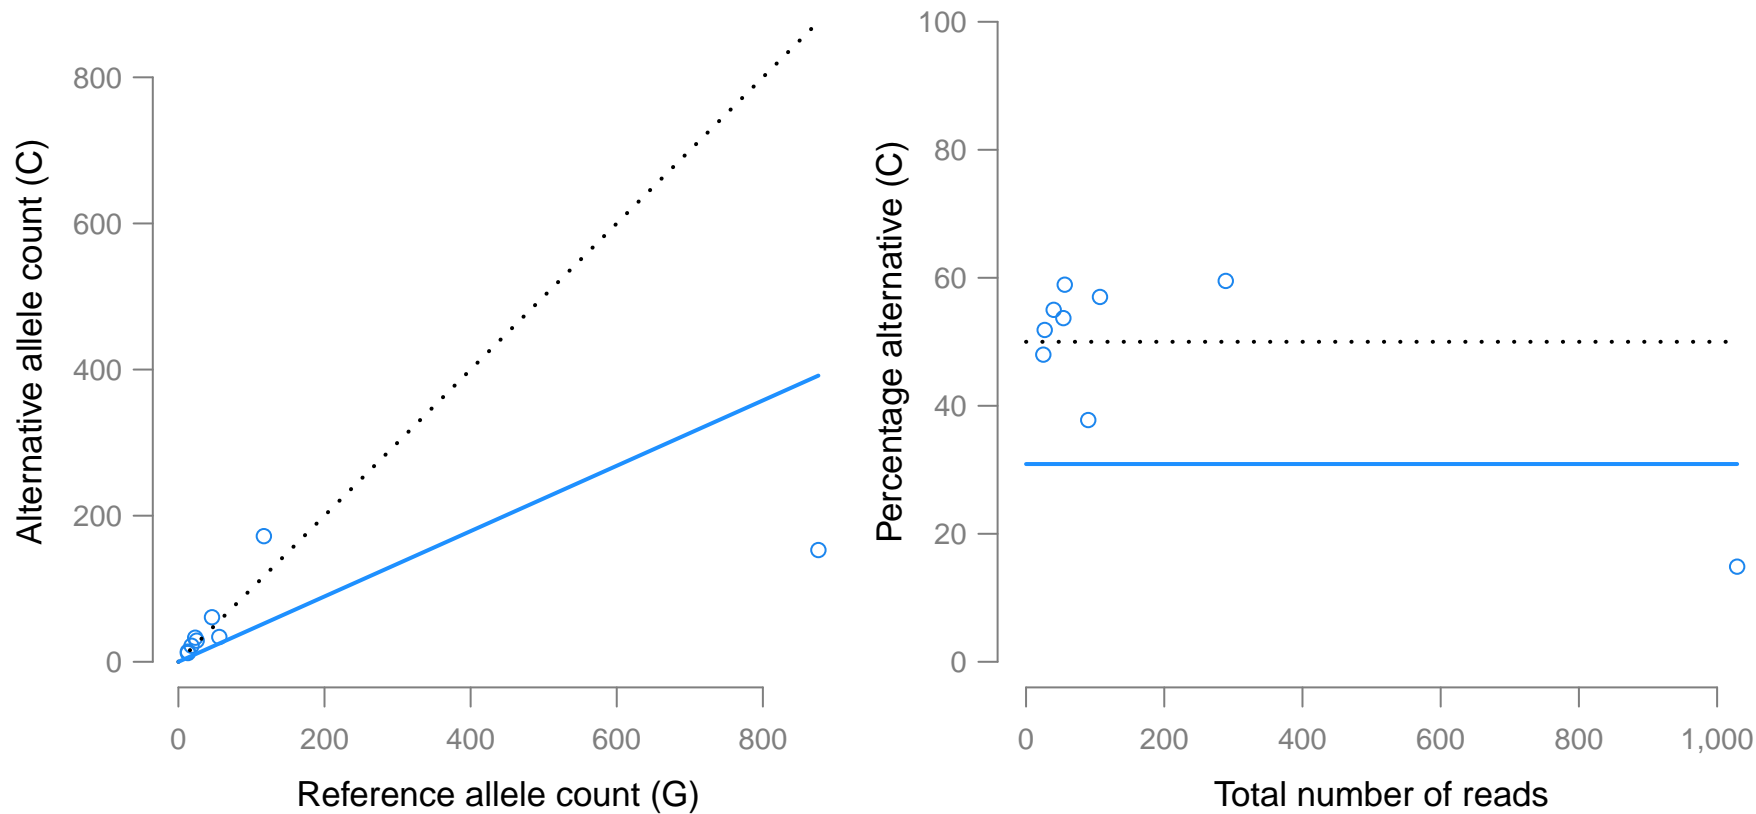 Alternative allele count (C)
800
600
400
200
0
0 200 400 600 800
Reference allele count (G)
Percentage alternative (C)
100
80
60
40
20
0
0 200 400 600 800 1,000
Total number of reads